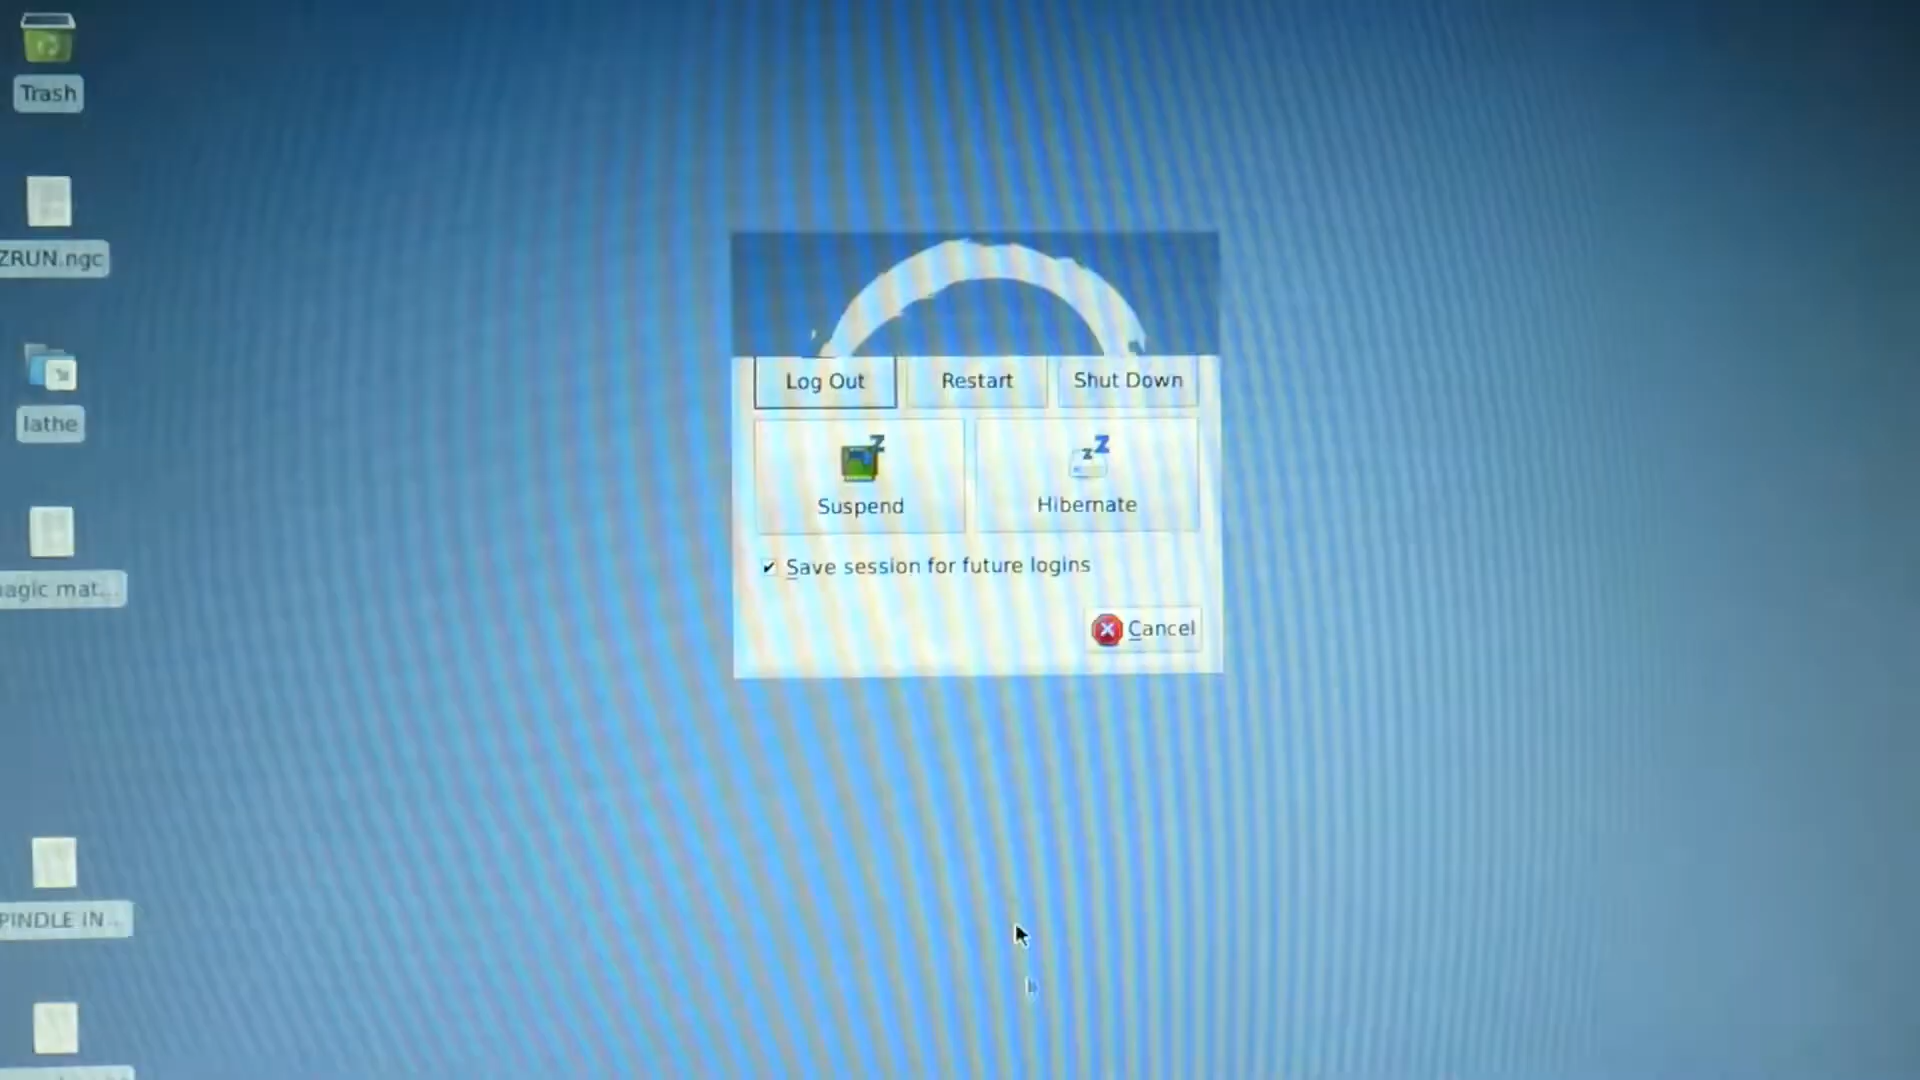 Trash
ZRUN.ngc
lathe
agic mat...
PINDLE IN...
Log Out
Restart
Shut Down
Suspend
Hibernate
Save session for future logins
Cancel